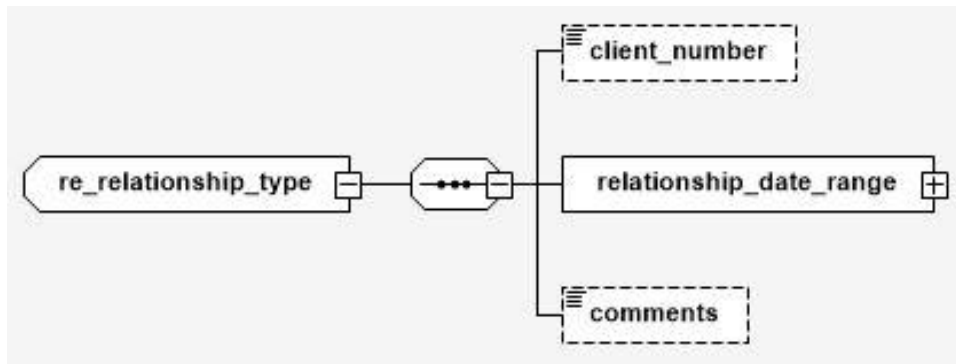 client_number
re_relationship_type
relationship_date_range
comments